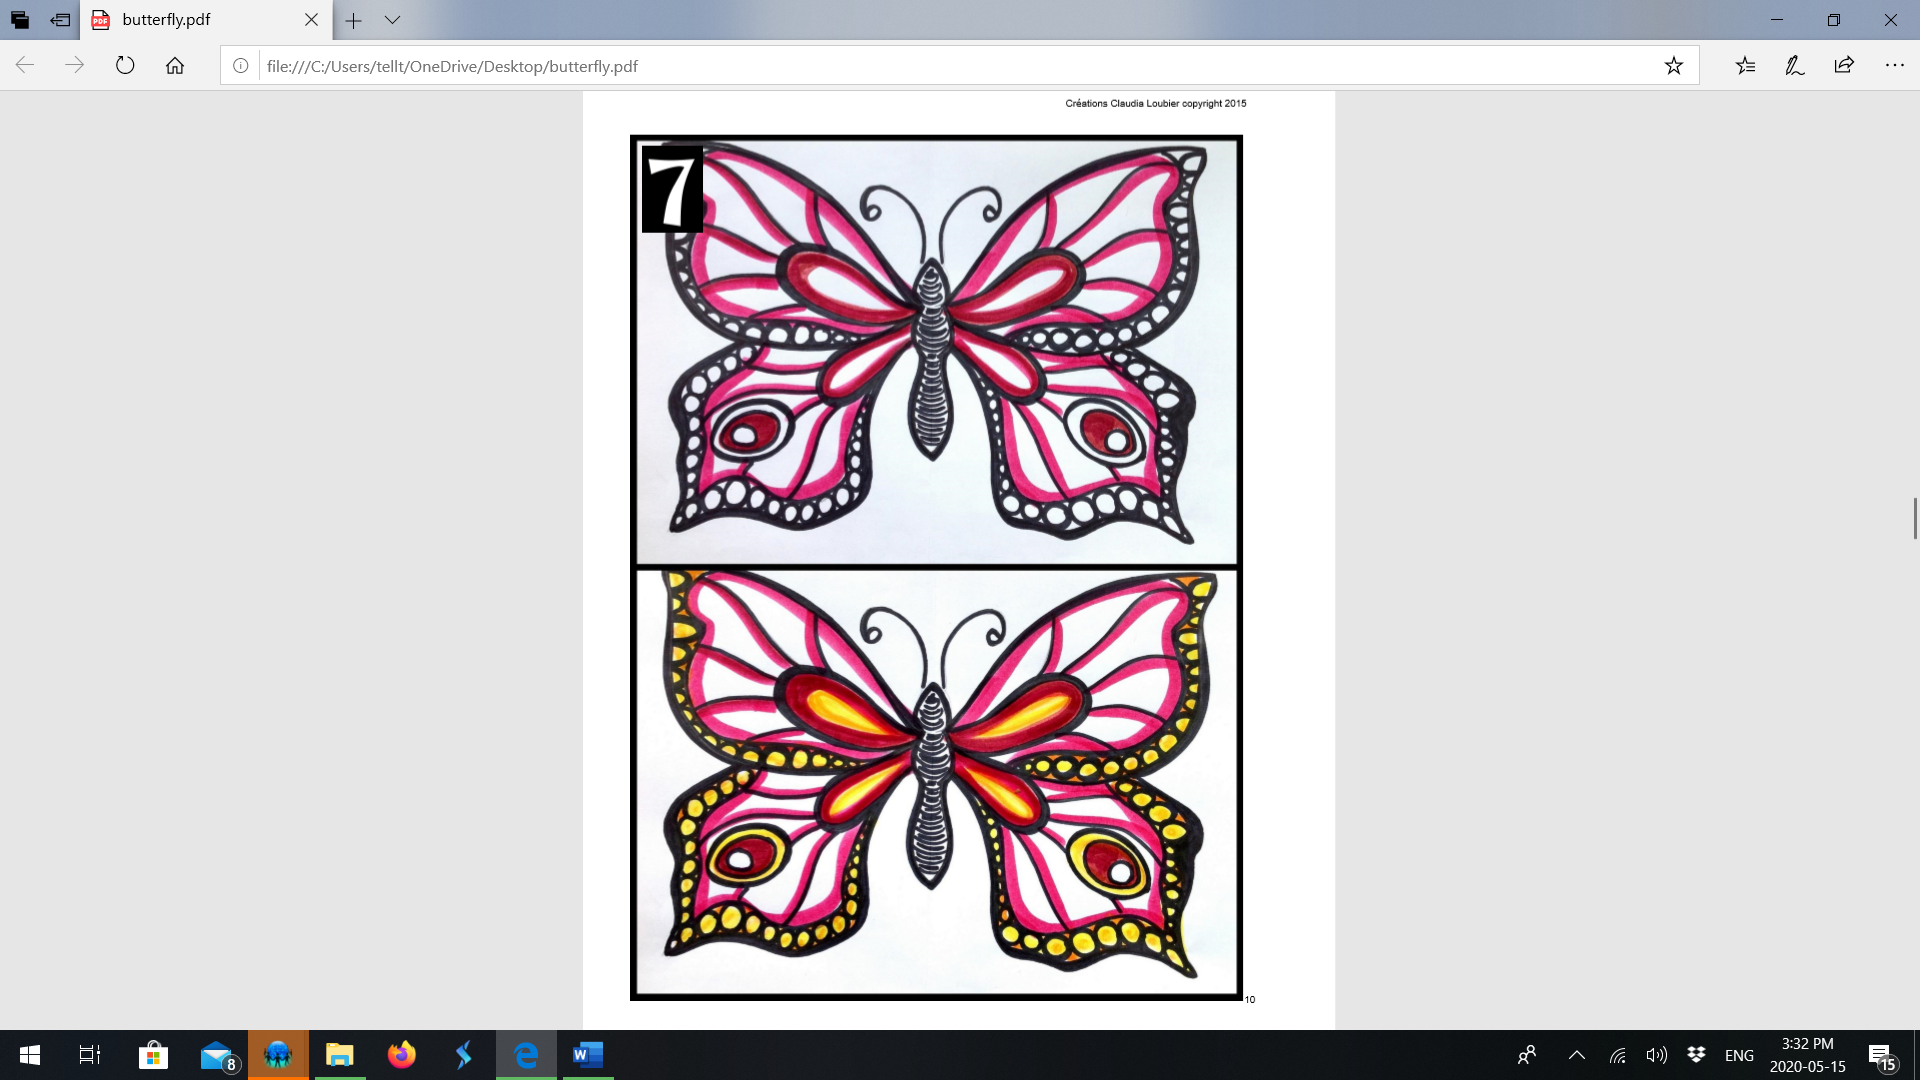 butterfly.pdf
file:///C:/Users/tellt/OneDrive/Desktop/butterfly.pdf
Créations Claudia Loubier copyright 2015
7
10
8
ENG
3:32 PM
2020-05-15
15